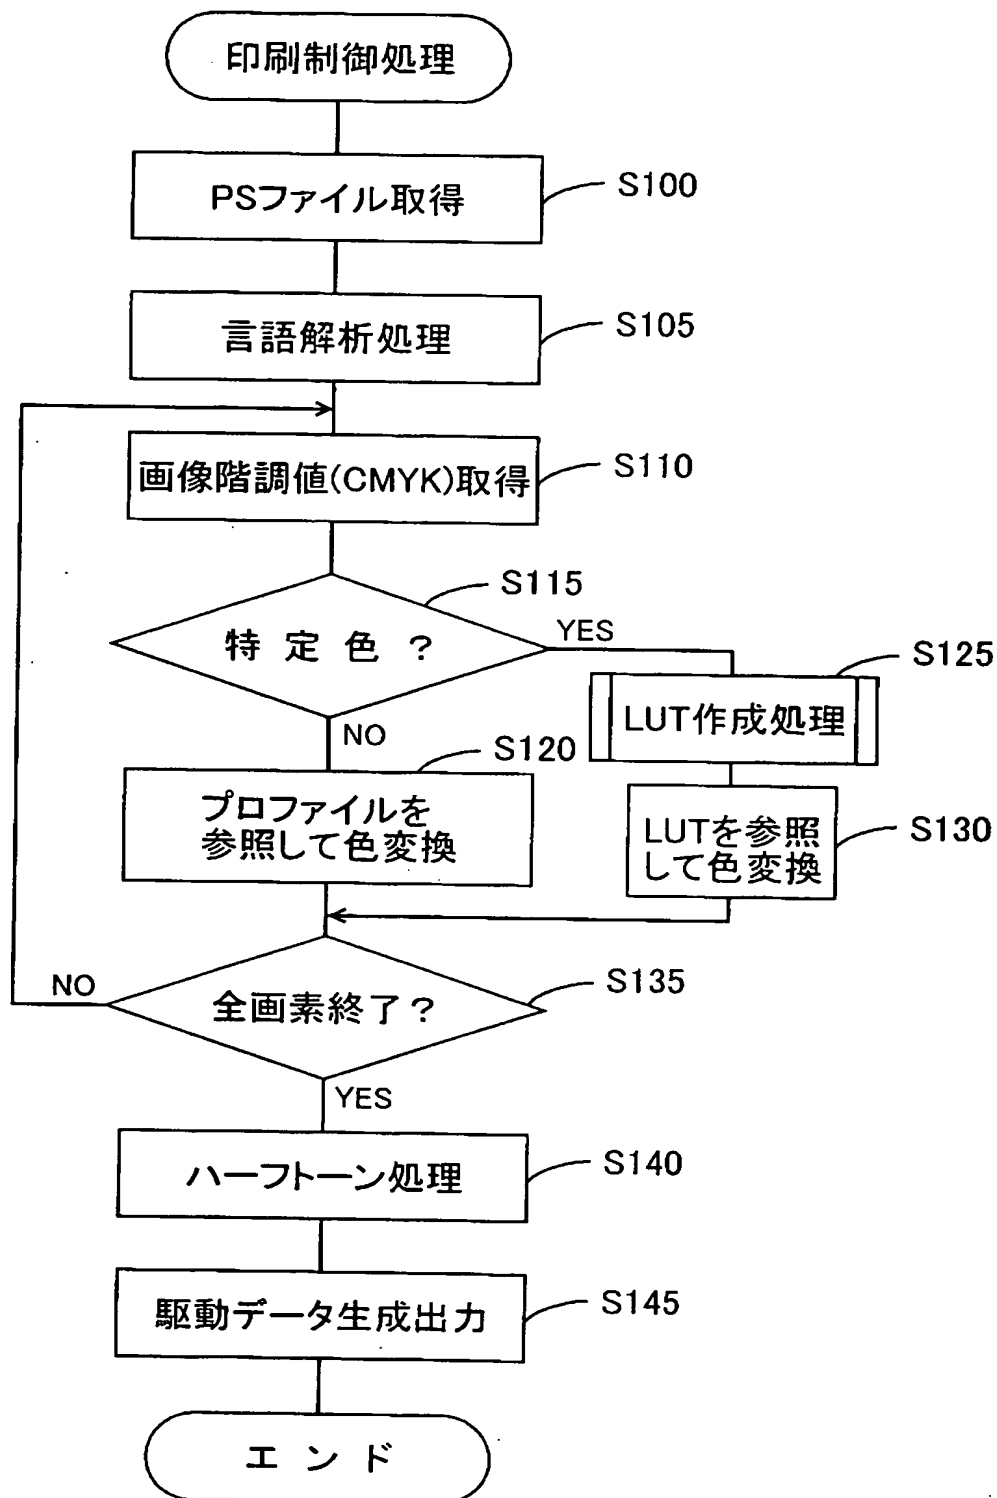 印刷制御処理
PSファイル取得
S100
言語解析処理
S105
画像階調値(CMYK)取得
S110
特定色？
S115
YES
NO
LUT作成処理
S125
プロファイルを
参照して色変換
S120
LUTを参照
して色変換
S130
全画素終了？
S135
NO
YES
ハーフトーン処理
S140
駆動データ生成出力
S145
エンド